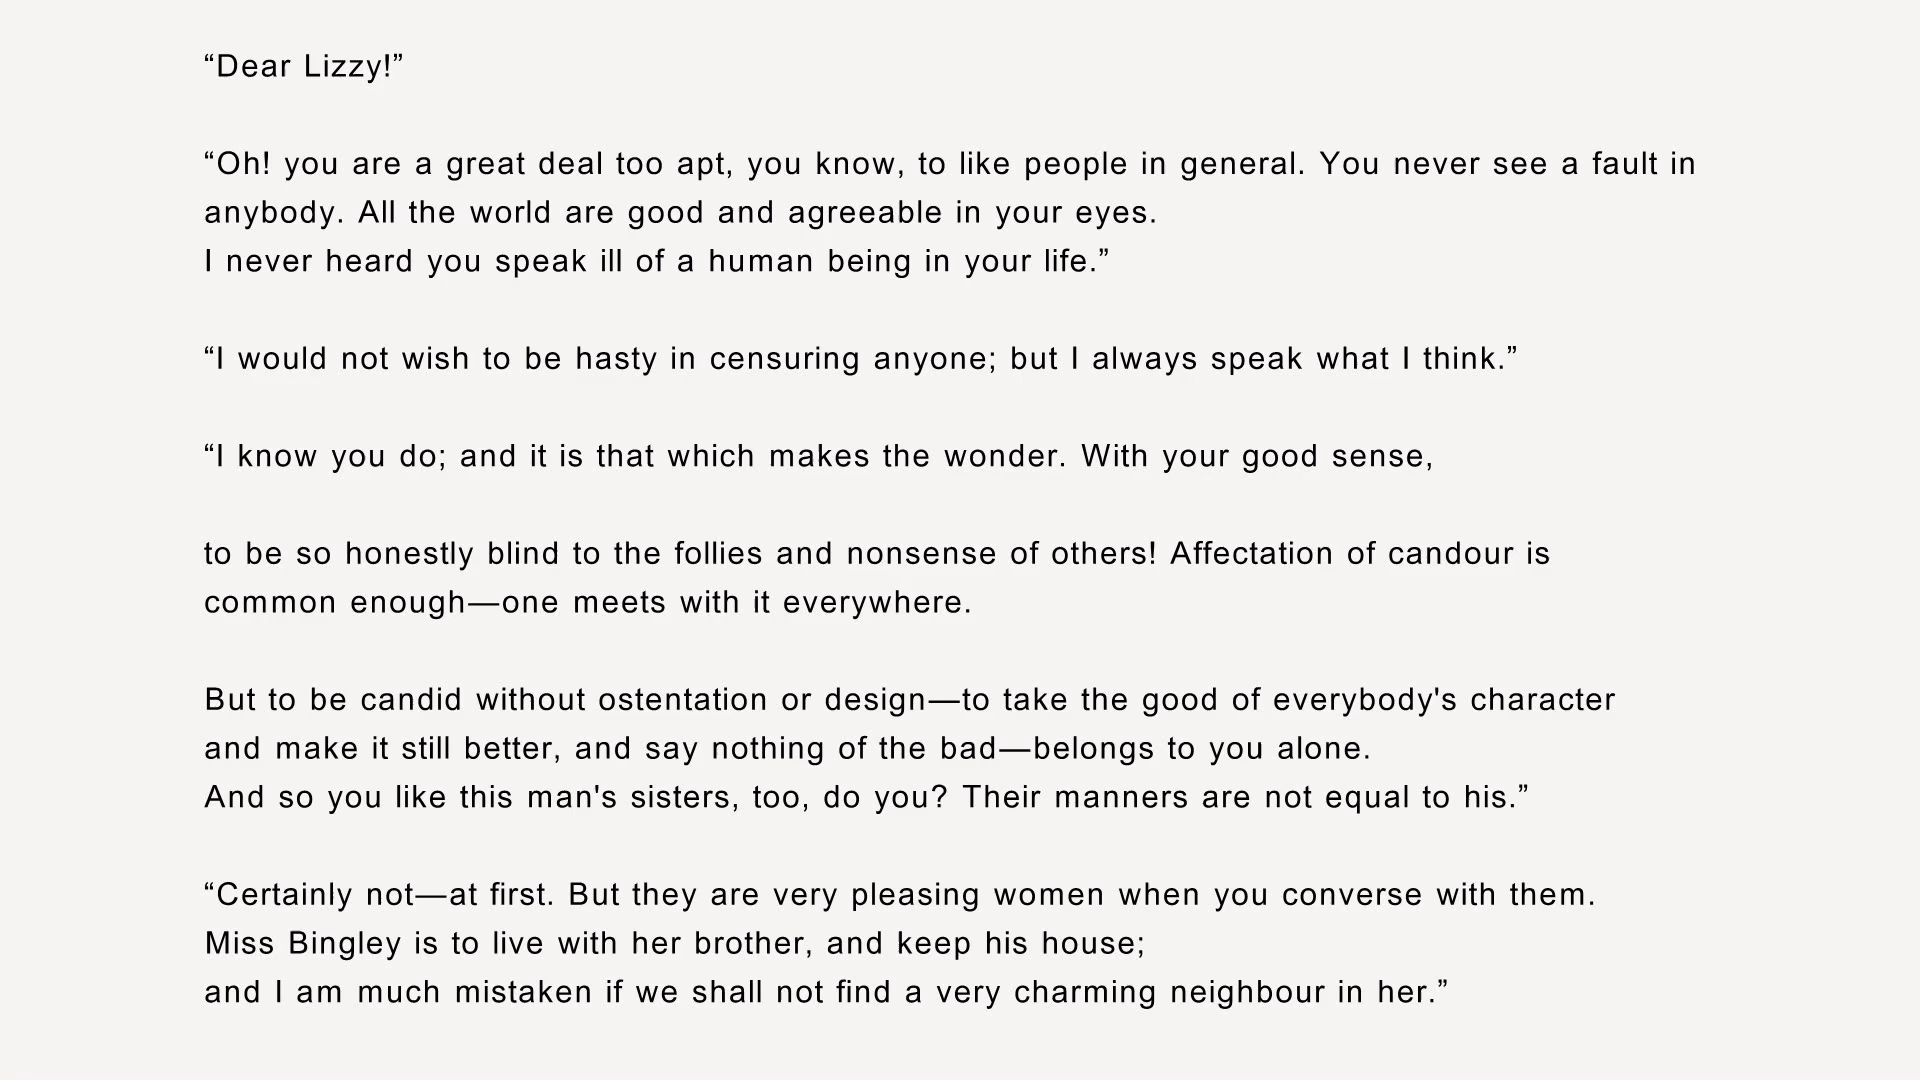 “Dear Lizzy!”
“Oh! you are a great deal too apt, you know, to like people in general. You never see a fault in
anybody. All the world are good and agreeable in your eyes.
I never heard you speak ill of a human being in your life.”
“I would not wish to be hasty in censuring anyone; but I always speak what I think.”
“I know you do; and it is that which makes the wonder. With your good sense,
to be so honestly blind to the follies and nonsense of others! Affectation of candour is
common enough—one meets with it everywhere.
But to be candid without ostentation or design—to take the good of everybody's character
and make it still better, and say nothing of the bad—belongs to you alone.
And so you like this man's sisters, too, do you? Their manners are not equal to his.”
“Certainly not—at first. But they are very pleasing women when you converse with them.
Miss Bingley is to live with her brother, and keep his house;
and I am much mistaken if we shall not find a very charming neighbour in her.”